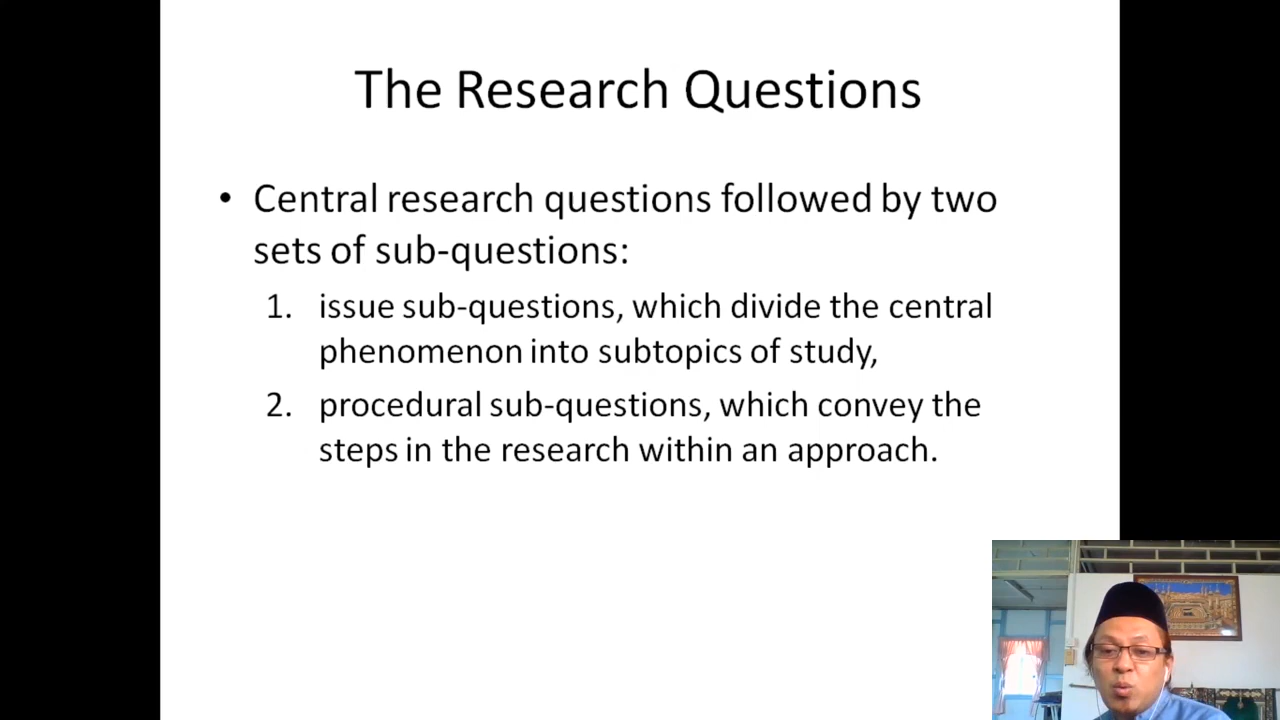 The Research Questions
• Central research questions followed by two
sets of sub-questions:
1. issue sub-questions, which divide the central
phenomenon into subtopics of study,
2. procedural sub-questions, which convey the
steps in the research within an approach.